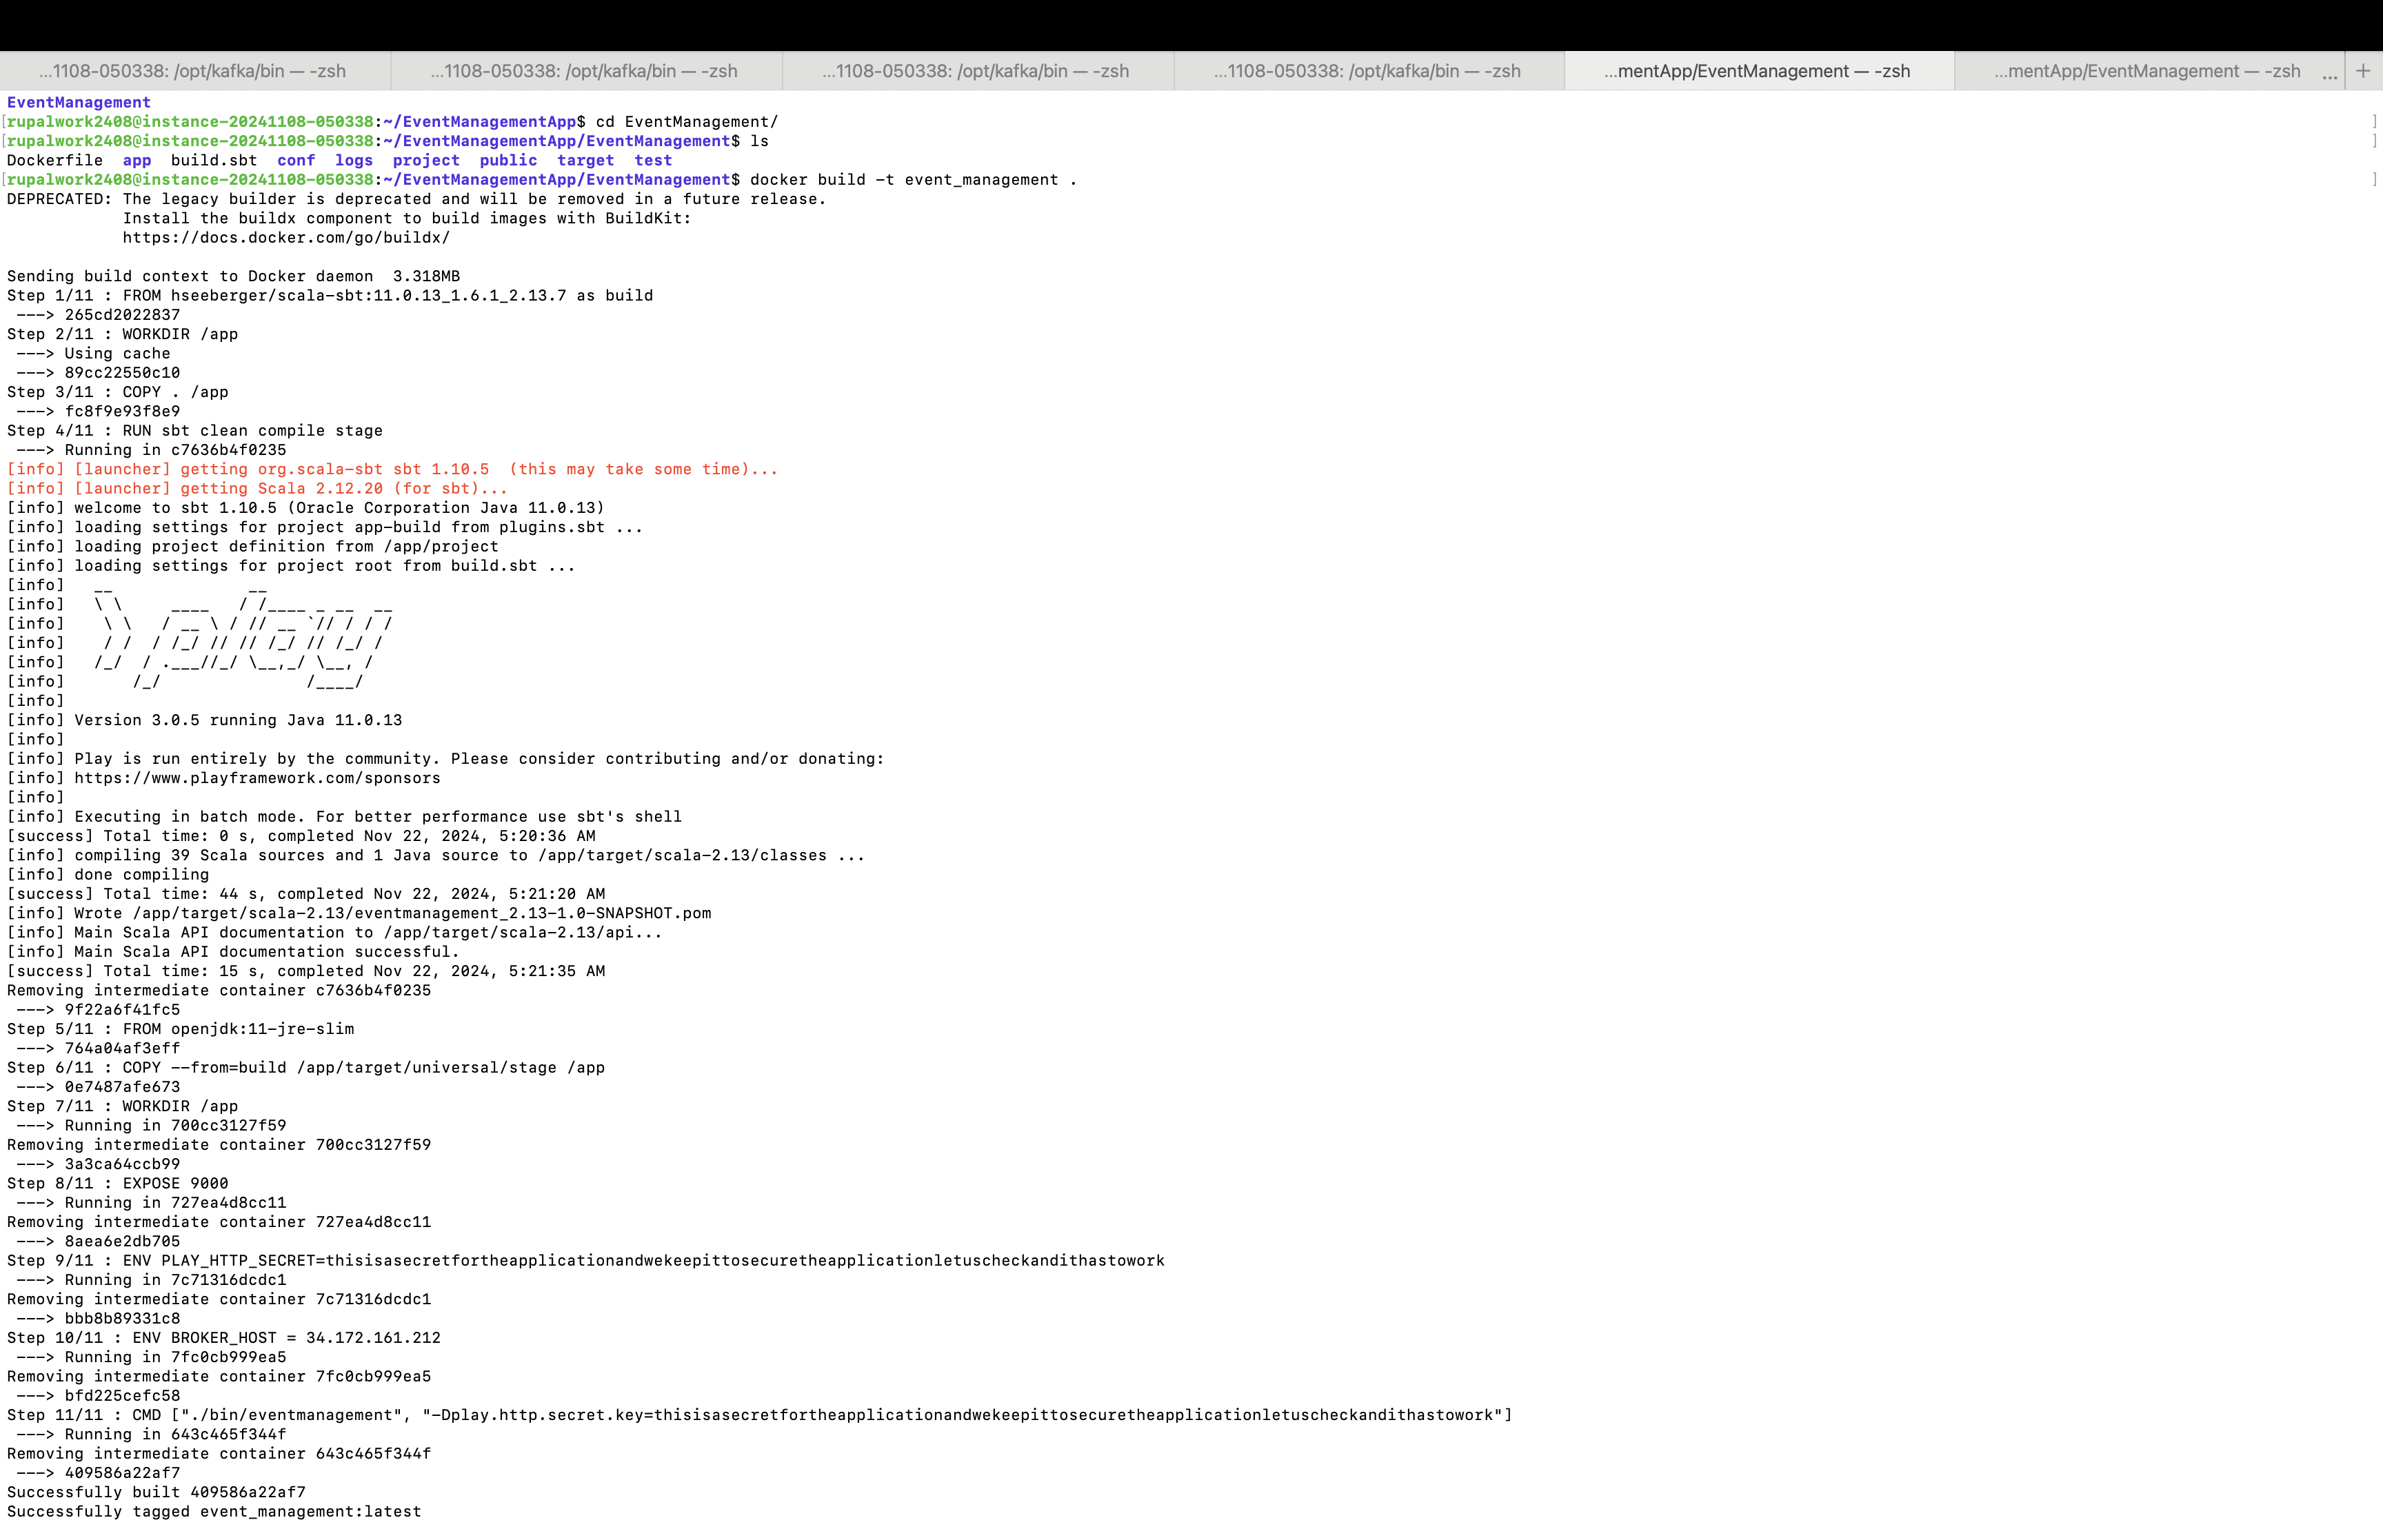 ...1108-050338: /opt/kafka/bin — -zsh ...1108-050338: /opt/kafka/bin — -zsh ...1108-050338: /opt/kafka/bin — -zsh ...1108-050338: /opt/kafka/bin — -zsh ...mentApp/EventManagement — -zsh ...mentApp/EventManagement — -zsh ... +
EventManagement
[rupalwork2408@instance-20241108-050338:~/EventManagementApp$ cd EventManagement/ ]
[rupalwork2408@instance-20241108-050338:~/EventManagementApp/EventManagement$ ls ]
Dockerfile  app  build.sbt  conf  logs  project  public  target  test
[rupalwork2408@instance-20241108-050338:~/EventManagementApp/EventManagement$ docker build -t event_management . ]
DEPRECATED: The legacy builder is deprecated and will be removed in a future release.
            Install the buildx component to build images with BuildKit:
            https://docs.docker.com/go/buildx/

Sending build context to Docker daemon  3.318MB
Step 1/11 : FROM hseeberger/scala-sbt:11.0.13_1.6.1_2.13.7 as build
 ---> 265cd2022837
Step 2/11 : WORKDIR /app
 ---> Using cache
 ---> 89cc22550c10
Step 3/11 : COPY . /app
 ---> fc8f9e93f8e9
Step 4/11 : RUN sbt clean compile stage
 ---> Running in c7636b4f0235
[info] [launcher] getting org.scala-sbt sbt 1.10.5  (this may take some time)...
[info] [launcher] getting Scala 2.12.20 (for sbt)...
[info] welcome to sbt 1.10.5 (Oracle Corporation Java 11.0.13)
[info] loading settings for project app-build from plugins.sbt ...
[info] loading project definition from /app/project
[info] loading settings for project root from build.sbt ...
[info]   __              __
[info]   \ \     ____   / /____ _ __  __
[info]    \ \   / __ \ / // __ `// / / /
[info]    / /  / /_/ // // /_/ // /_/ /
[info]   /_/  / .___//_/ \__,_/ \__, /
[info]       /_/               /____/
[info]
[info] Version 3.0.5 running Java 11.0.13
[info]
[info] Play is run entirely by the community. Please consider contributing and/or donating:
[info] https://www.playframework.com/sponsors
[info]
[info] Executing in batch mode. For better performance use sbt's shell
[success] Total time: 0 s, completed Nov 22, 2024, 5:20:36 AM
[info] compiling 39 Scala sources and 1 Java source to /app/target/scala-2.13/classes ...
[info] done compiling
[success] Total time: 44 s, completed Nov 22, 2024, 5:21:20 AM
[info] Wrote /app/target/scala-2.13/eventmanagement_2.13-1.0-SNAPSHOT.pom
[info] Main Scala API documentation to /app/target/scala-2.13/api...
[info] Main Scala API documentation successful.
[success] Total time: 15 s, completed Nov 22, 2024, 5:21:35 AM
Removing intermediate container c7636b4f0235
 ---> 9f22a6f41fc5
Step 5/11 : FROM openjdk:11-jre-slim
 ---> 764a04af3eff
Step 6/11 : COPY --from=build /app/target/universal/stage /app
 ---> 0e7487afe673
Step 7/11 : WORKDIR /app
 ---> Running in 700cc3127f59
Removing intermediate container 700cc3127f59
 ---> 3a3ca64ccb99
Step 8/11 : EXPOSE 9000
 ---> Running in 727ea4d8cc11
Removing intermediate container 727ea4d8cc11
 ---> 8aea6e2db705
Step 9/11 : ENV PLAY_HTTP_SECRET=thisisasecretfortheapplicationandwekeepittosecuretheapplicationletuscheckandithastowork
 ---> Running in 7c71316dcdc1
Removing intermediate container 7c71316dcdc1
 ---> bbb8b89331c8
Step 10/11 : ENV BROKER_HOST = 34.172.161.212
 ---> Running in 7fc0cb999ea5
Removing intermediate container 7fc0cb999ea5
 ---> bfd225cefc58
Step 11/11 : CMD ["./bin/eventmanagement", "-Dplay.http.secret.key=thisisasecretfortheapplicationandwekeepittosecuretheapplicationletuscheckandithastowork"]
 ---> Running in 643c465f344f
Removing intermediate container 643c465f344f
 ---> 409586a22af7
Successfully built 409586a22af7
Successfully tagged event_management:latest